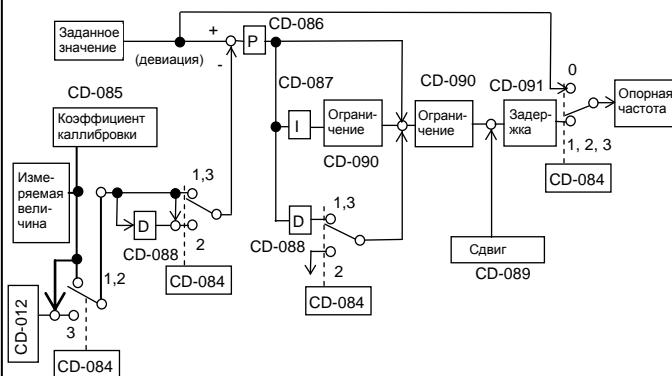 Заданное
значение
(девиация)
+
-
P
CD-086
CD-087
I
Ограни-
чение
CD-090
CD-090
Ограни-
чение
CD-091
Задер-
жка
0
1, 2, 3
CD-084
Опорная
частота
CD-085
Коэффициент
каллибровки
Изме-
ряемая
вели-
чина
D
CD-088
1,3
2
CD-084
D
CD-088
1,3
2
CD-084
Сдвиг
CD-089
1,2
3
CD-012
CD-084